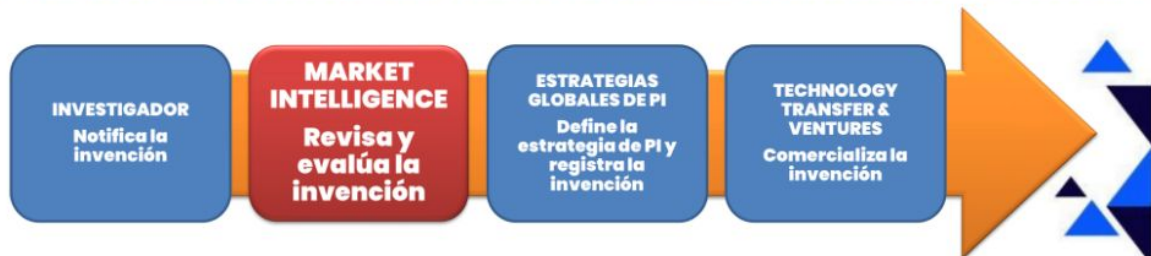 INVESTIGADOR
Notifica la
invención
MARKET
INTELLIGENCE
Revisa y
evalúa la
invención
ESTRATEGIAS
GLOBALES DE PI
Define la
estrategia de PI y
registra la
invención
TECHNOLOGY
TRANSFER &
VENTURES
Comercializa la
invención